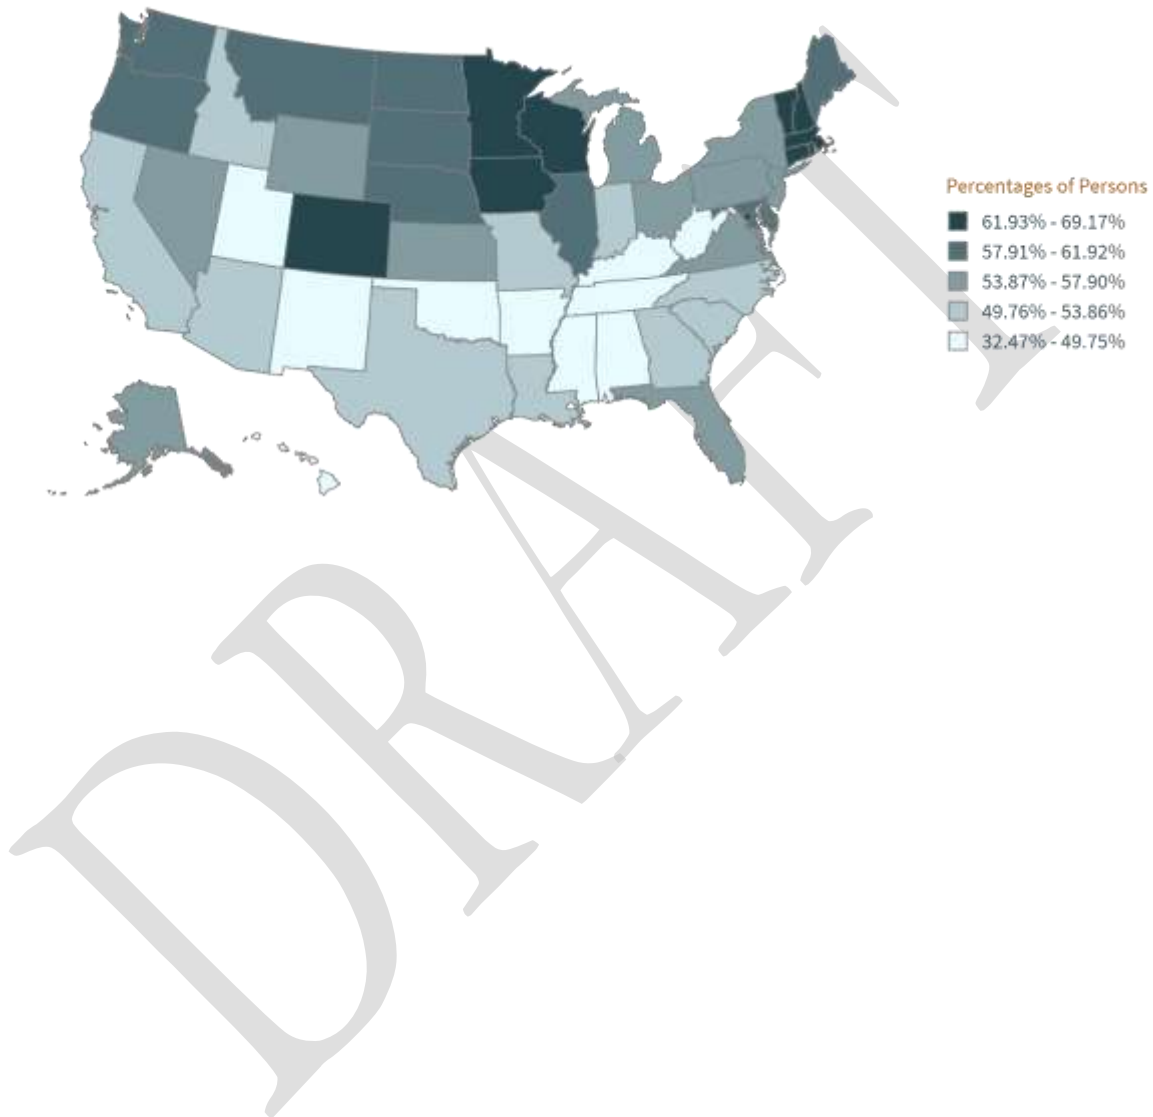 Percentages of Persons
61.93% - 69.17%
57.91% - 61.92%
53.87% - 57.90%
49.76% - 53.86%
32.47% - 49.75%
DRAFT